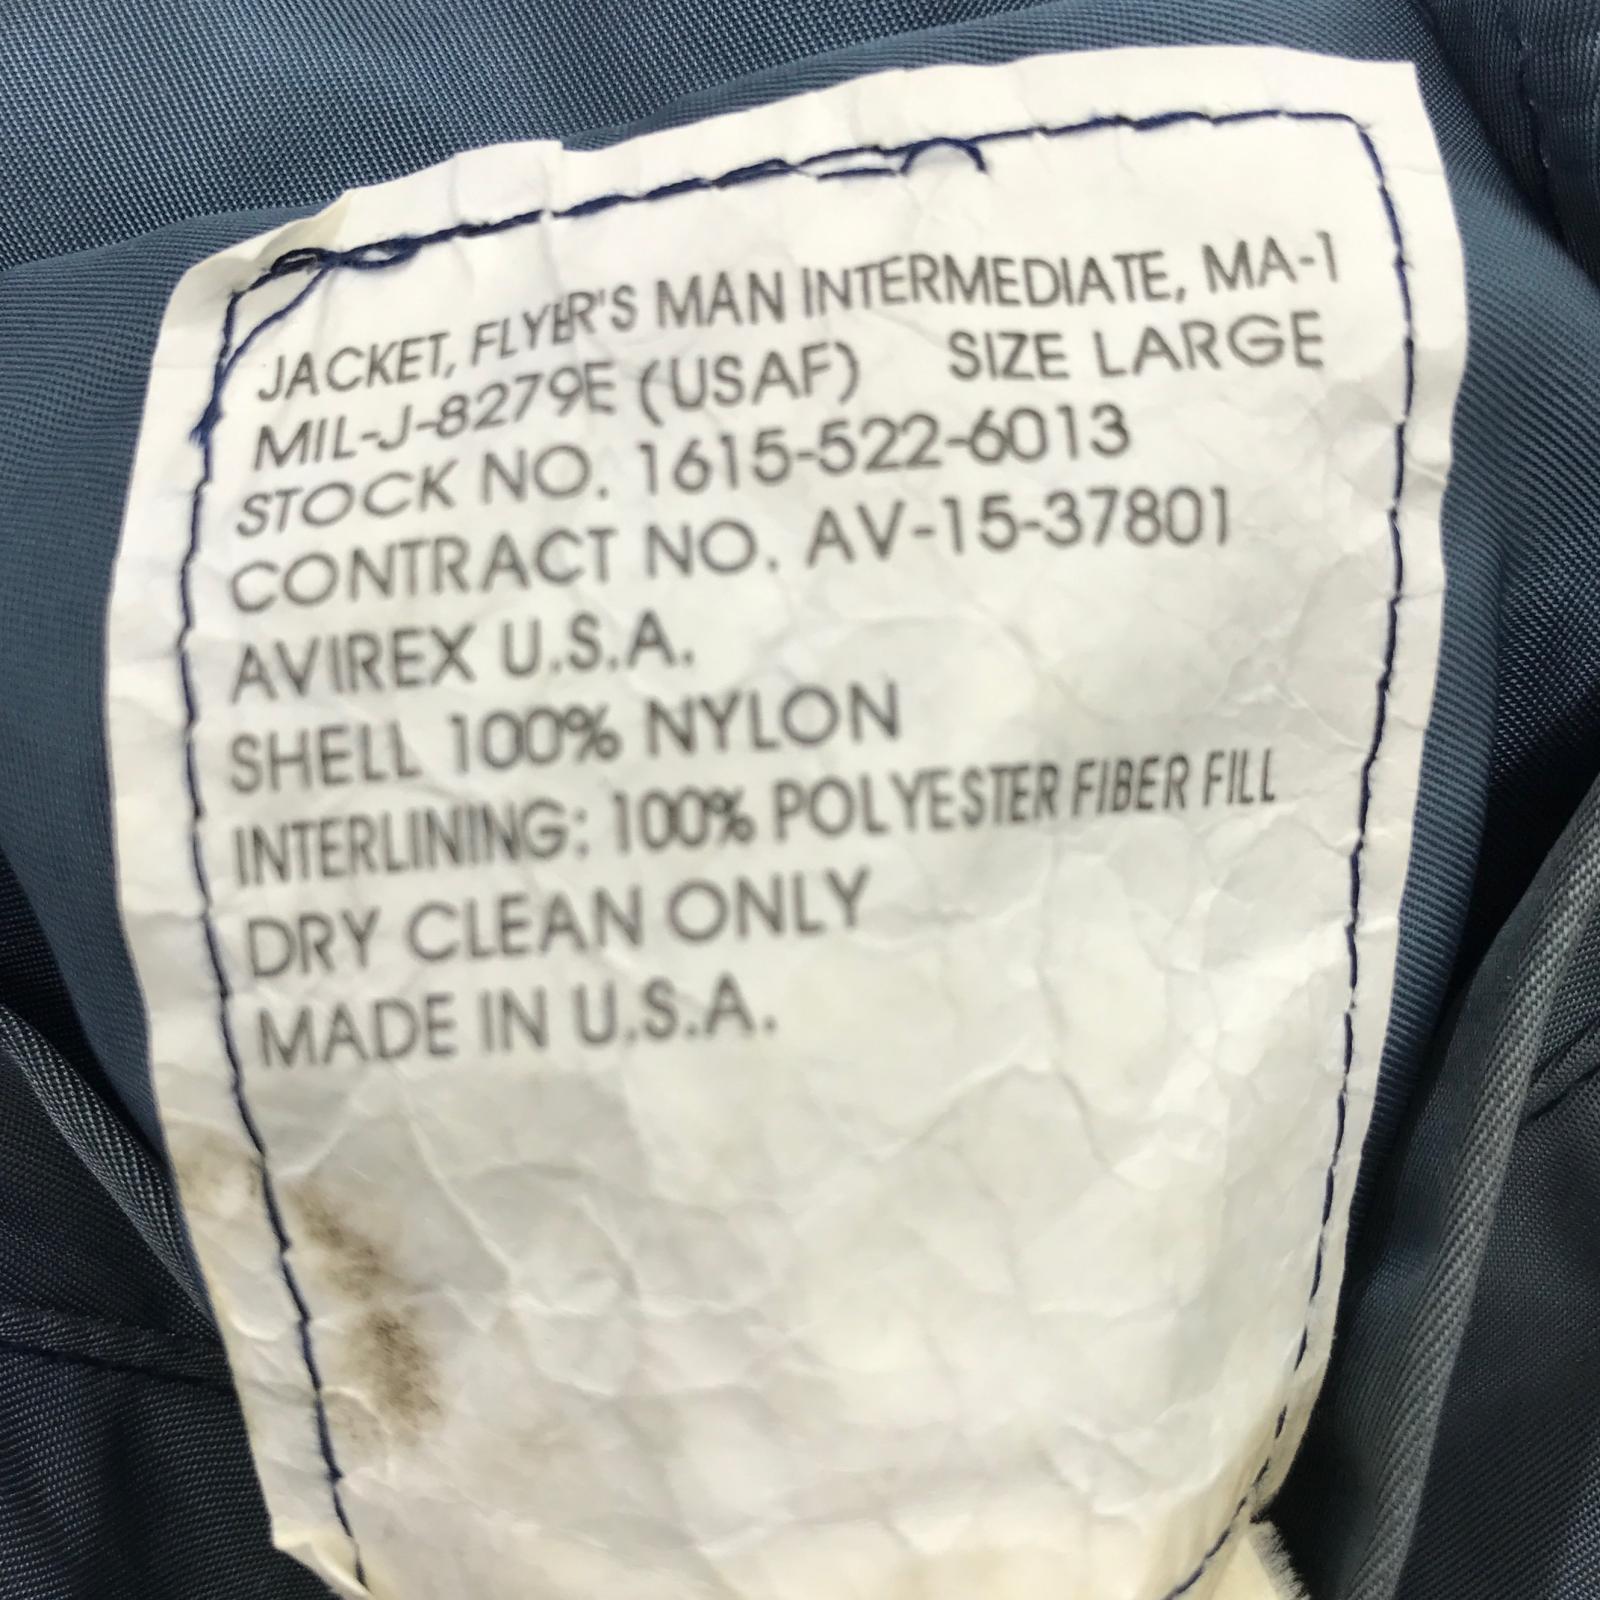 JACKET, FLYER'S MAN INTERMEDIATE, MA-1
MIL-J-8279E (USAF) SIZE LARGE
STOCK NO. 1615-522-6013
CONTRACT NO. AV-15-37801
AVIREX U.S.A.
SHELL 100% NYLON
INTERLINING: 100% POLYESTER FIBER FILL
DRY CLEAN ONLY
MADE IN U.S.A.